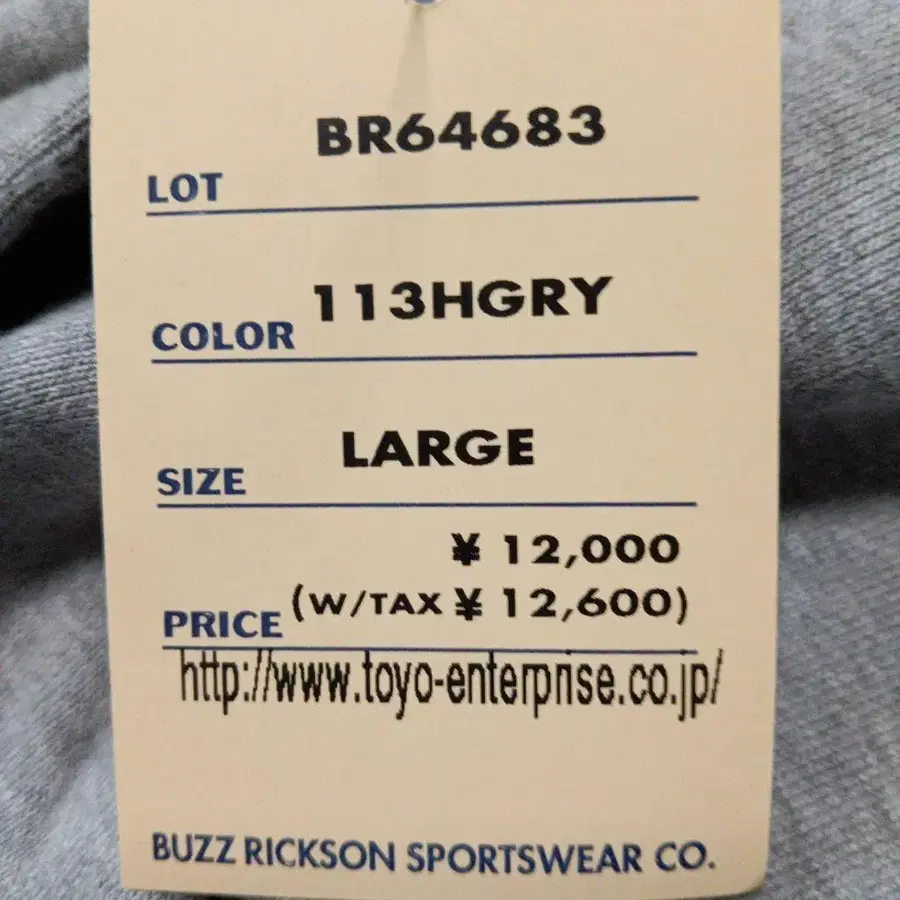 BR64683
LOT
113HGRY
COLOR
LARGE
SIZE
¥ 12,000
PRICE (W/TAX ¥ 12,600)
http://www.toyo-enterprise.co.jp/
BUZZ RICKSON SPORTSWEAR CO.